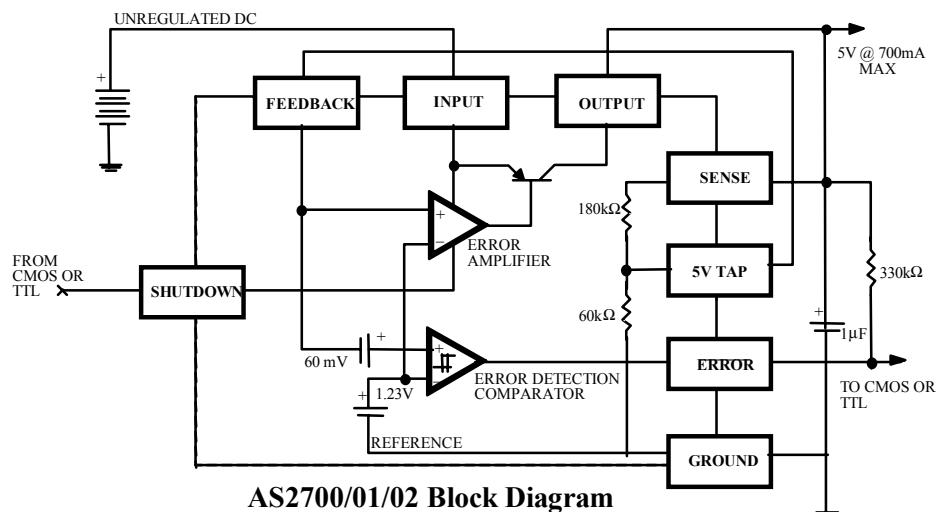 UNREGULATED DC
5V @ 700mA
MAX
+
FEEDBACK
INPUT
OUTPUT
SENSE
180kΩ
+
−
ERROR
AMPLIFIER
FROM
CMOS OR
TTL
SHUTDOWN
5V TAP
330kΩ
60kΩ
+
1µF
+
60 mV
+
−
ERROR DETECTION
COMPARATOR
ERROR
TO CMOS OR
TTL
+
1.23V
REFERENCE
GROUND
AS2700/01/02 Block Diagram